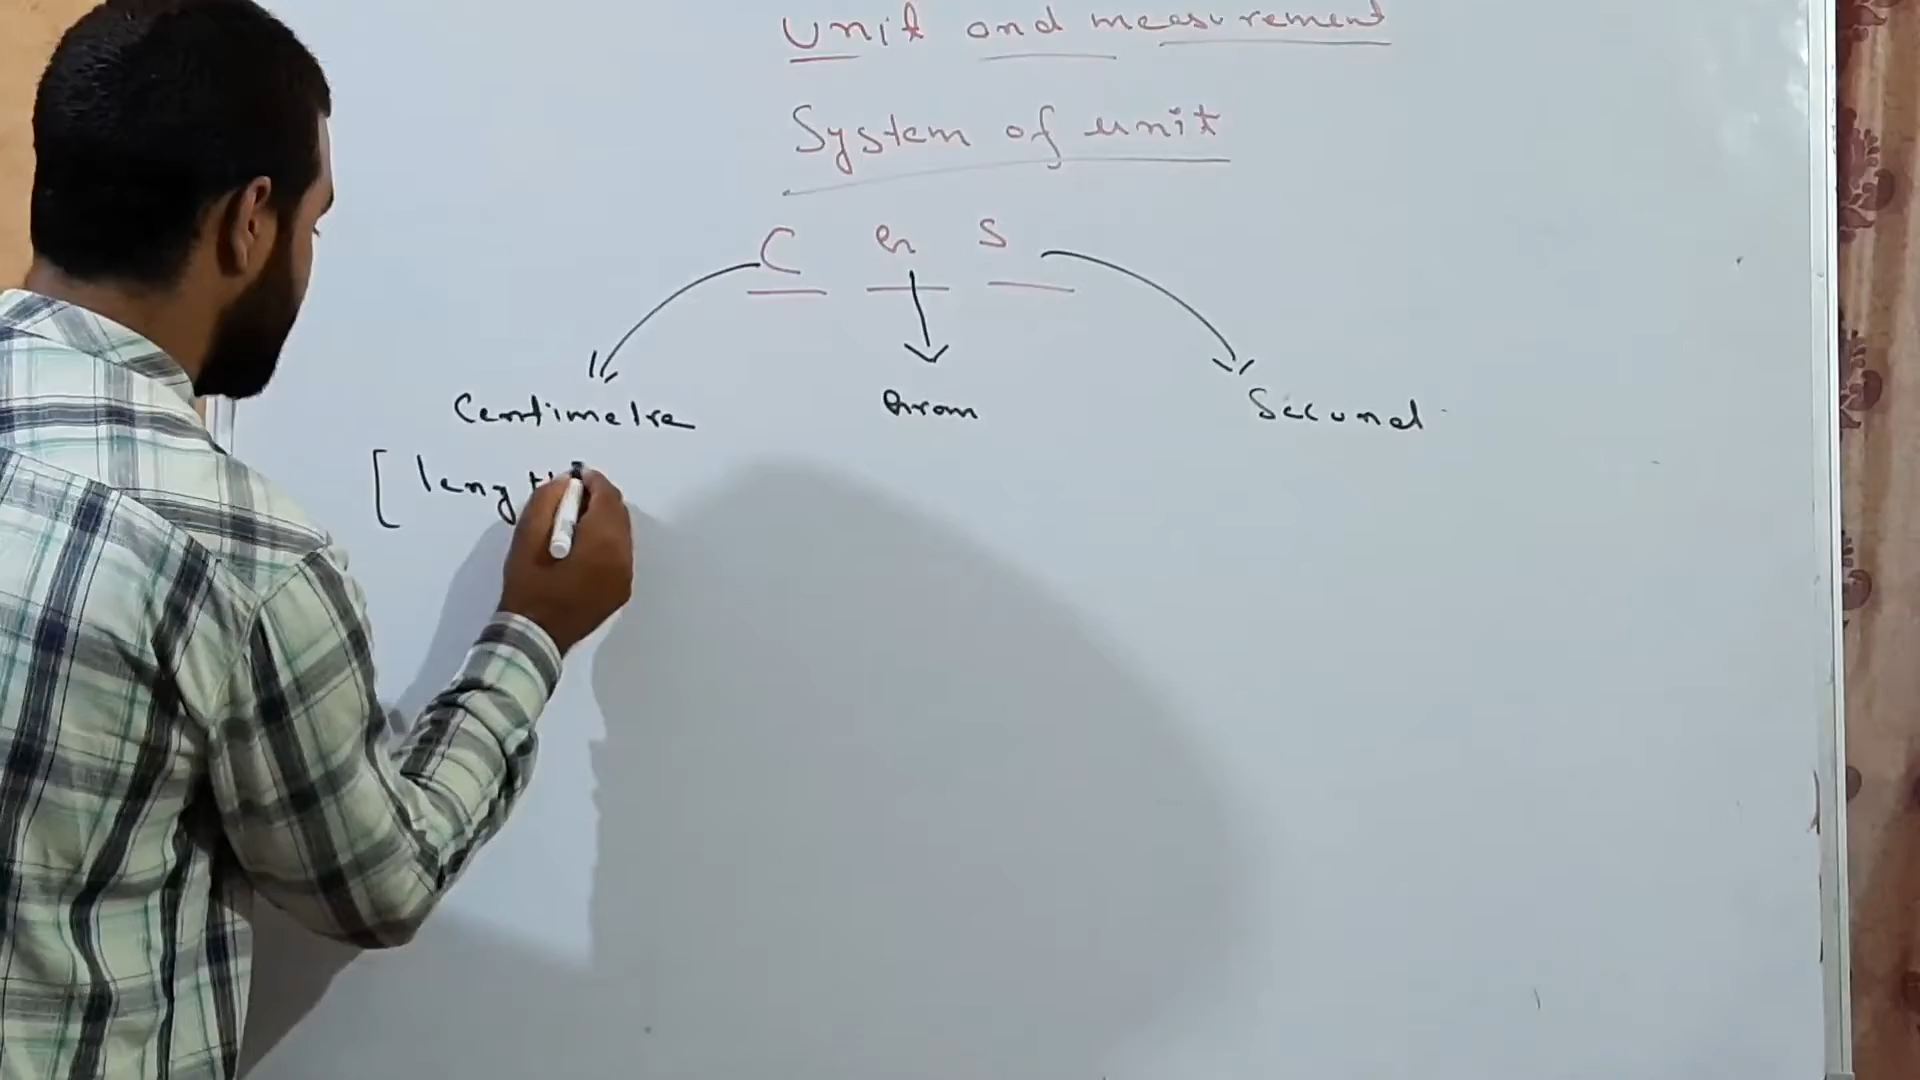 Unit and measurement
System of unit
C G S
Centimetre Gram Second
[ length